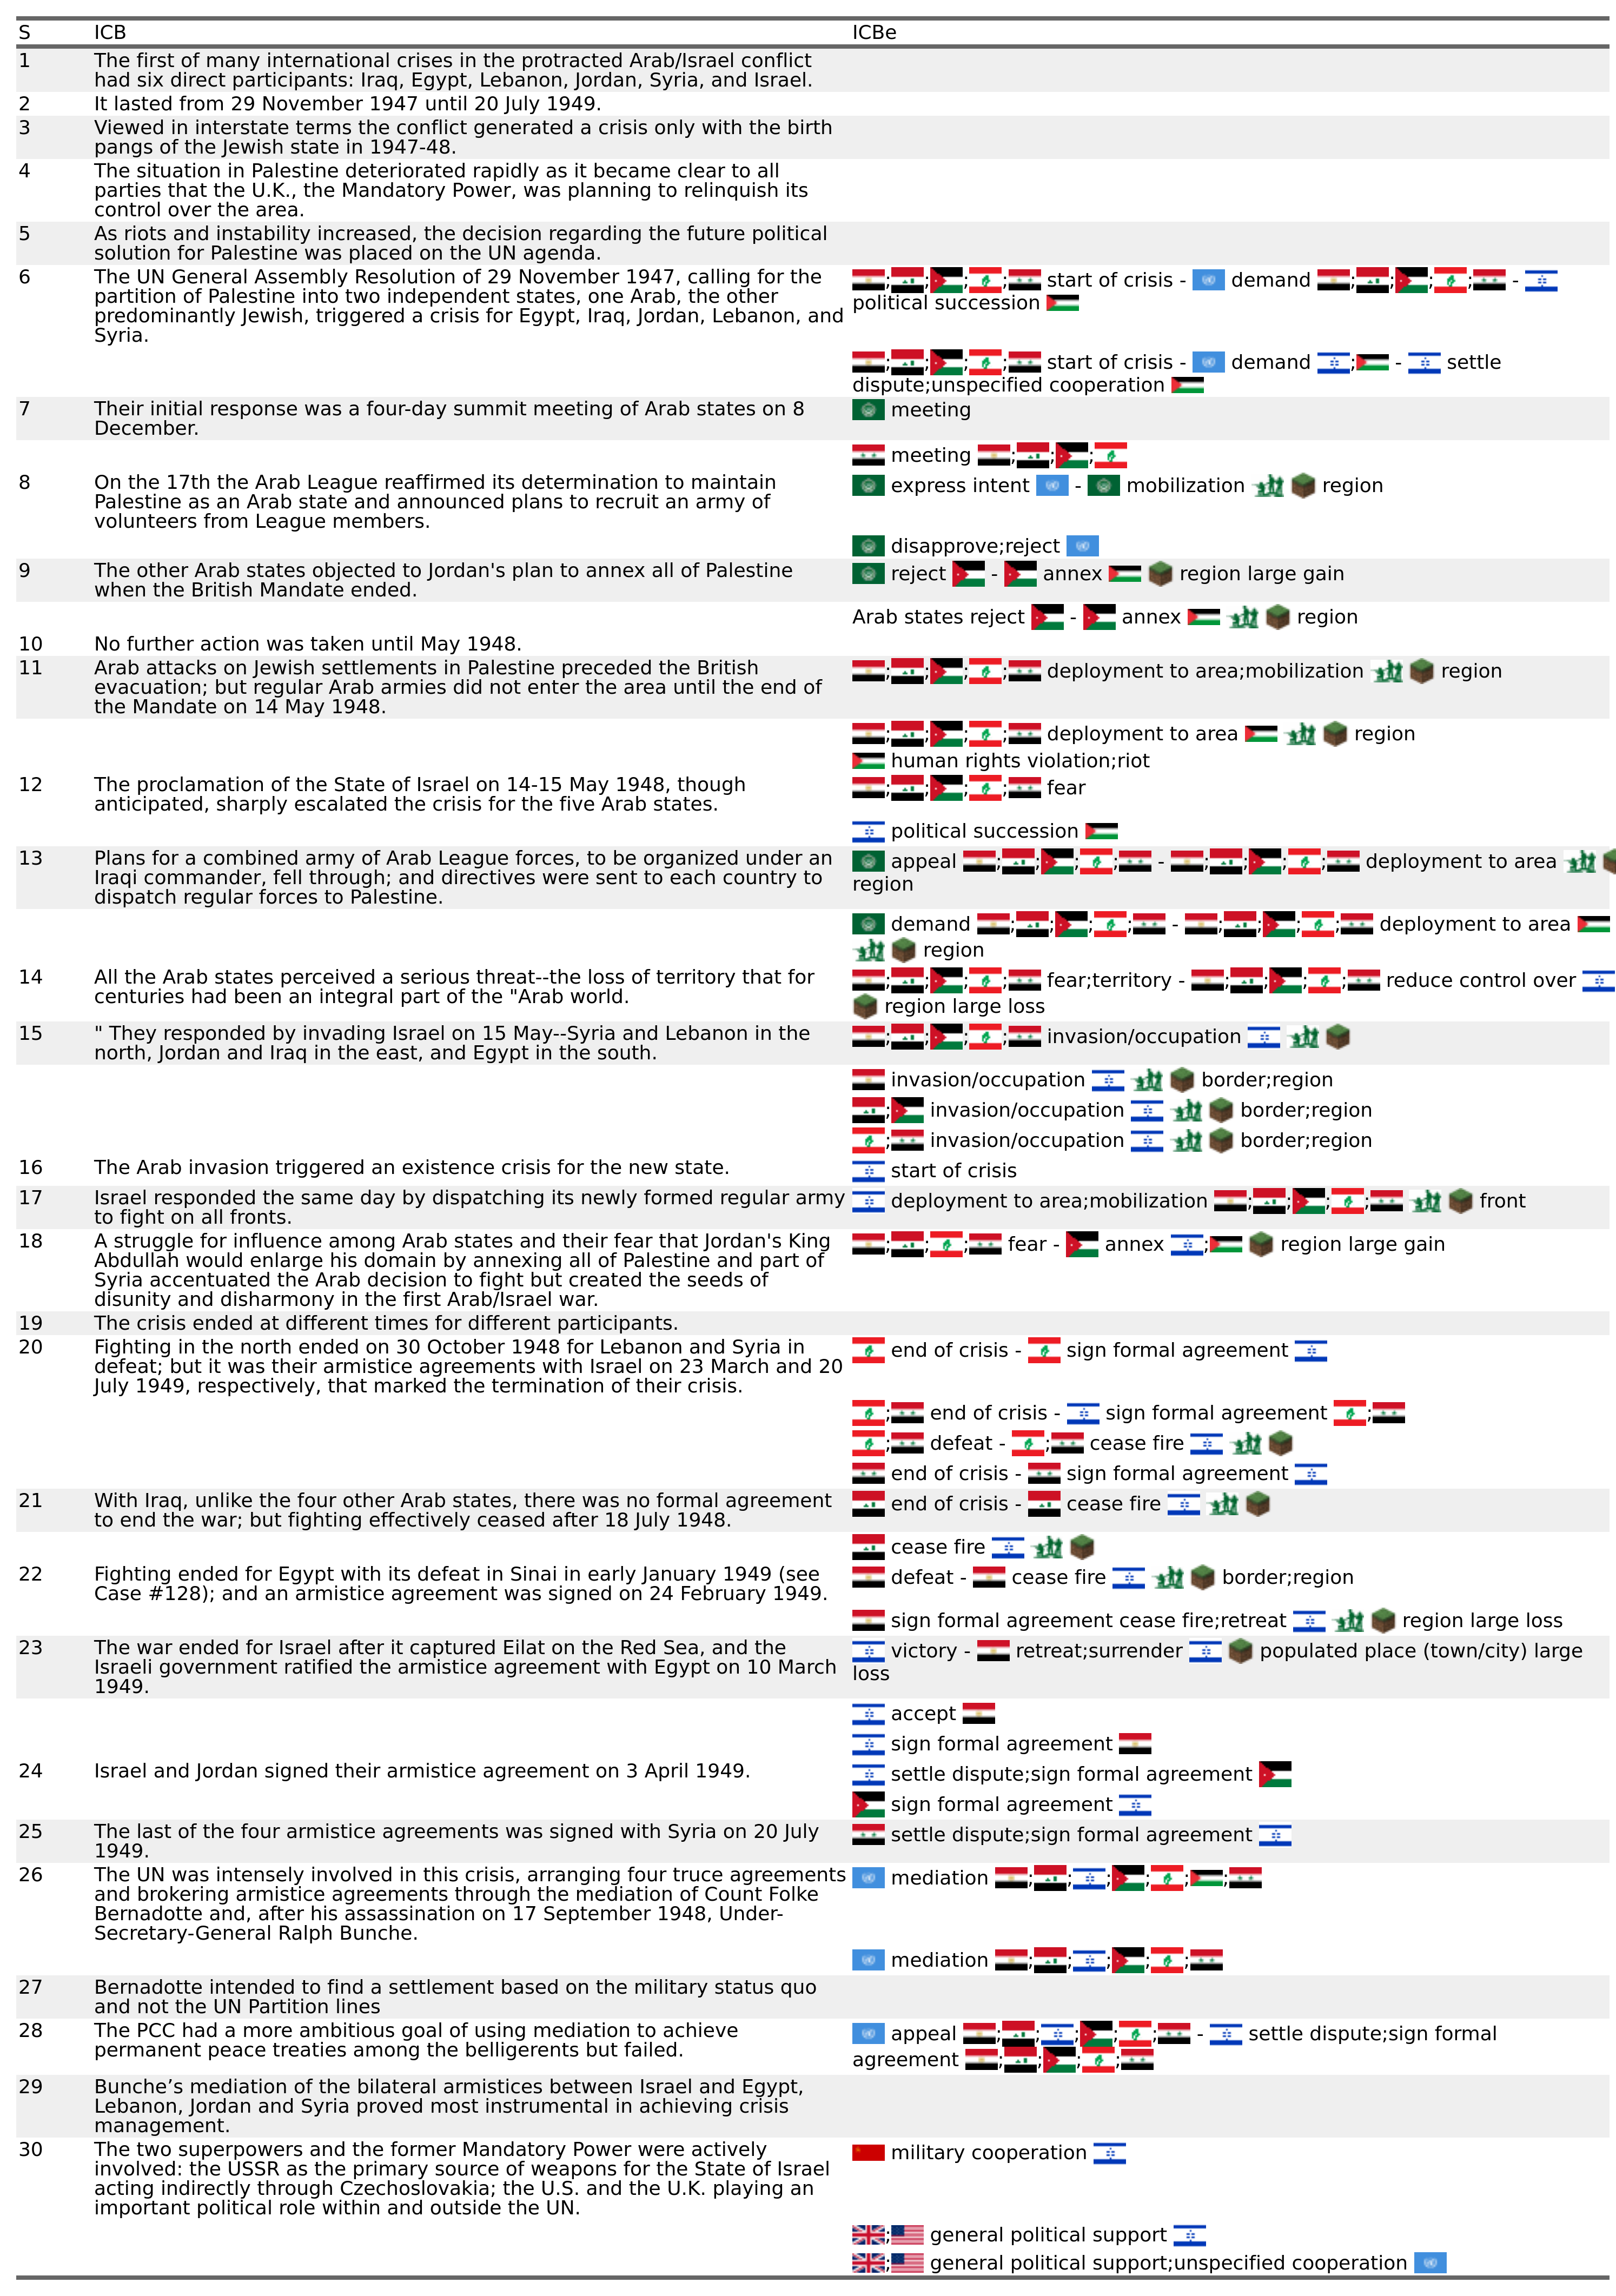 S ICB ICBe
1 The first of many international crises in the protracted Arab/Israel conflict
had six direct participants: Iraq, Egypt, Lebanon, Jordan, Syria, and Israel.
2 It lasted from 29 November 1947 until 20 July 1949.
3 Viewed in interstate terms the conflict generated a crisis only with the birth
pangs of the Jewish state in 1947-48.
4 The situation in Palestine deteriorated rapidly as it became clear to all
parties that the U.K., the Mandatory Power, was planning to relinquish its
control over the area.
5 As riots and instability increased, the decision regarding the future political
solution for Palestine was placed on the UN agenda.
6 The UN General Assembly Resolution of 29 November 1947, calling for the
partition of Palestine into two independent states, one Arab, the other
predominantly Jewish, triggered a crisis for Egypt, Iraq, Jordan, Lebanon, and
Syria.
; ; ; ; start of crisis - demand ; ; ; ; -
political succession
; ; ; ; start of crisis - demand ; - settle
dispute;unspecified cooperation
7 Their initial response was a four-day summit meeting of Arab states on 8
December.
meeting
meeting ; ; ;
8 On the 17th the Arab League reaffirmed its determination to maintain
Palestine as an Arab state and announced plans to recruit an army of
volunteers from League members.
express intent - mobilization region
disapprove;reject
9 The other Arab states objected to Jordan's plan to annex all of Palestine
when the British Mandate ended.
reject - annex region large gain
Arab states reject - annex region
10 No further action was taken until May 1948.
11 Arab attacks on Jewish settlements in Palestine preceded the British
evacuation; but regular Arab armies did not enter the area until the end of
the Mandate on 14 May 1948.
; ; ; ; deployment to area;mobilization region
; ; ; ; deployment to area region
human rights violation;riot
12 The proclamation of the State of Israel on 14-15 May 1948, though
anticipated, sharply escalated the crisis for the five Arab states.
; ; ; ; fear
political succession
13 Plans for a combined army of Arab League forces, to be organized under an
Iraqi commander, fell through; and directives were sent to each country to
dispatch regular forces to Palestine.
appeal ; ; ; ; - ; ; ; ; deployment to area
region
demand ; ; ; ; - ; ; ; ; deployment to area
region
14 All the Arab states perceived a serious threat--the loss of territory that for
centuries had been an integral part of the "Arab world.
; ; ; ; fear;territory - ; ; ; ; reduce control over
region large loss
15 " They responded by invading Israel on 15 May--Syria and Lebanon in the
north, Jordan and Iraq in the east, and Egypt in the south.
; ; ; ; invasion/occupation
invasion/occupation border;region
; invasion/occupation border;region
; invasion/occupation border;region
16 The Arab invasion triggered an existence crisis for the new state.
start of crisis
17 Israel responded the same day by dispatching its newly formed regular army
to fight on all fronts.
deployment to area;mobilization ; ; ; ; front
18 A struggle for influence among Arab states and their fear that Jordan's King
Abdullah would enlarge his domain by annexing all of Palestine and part of
Syria accentuated the Arab decision to fight but created the seeds of
disunity and disharmony in the first Arab/Israel war.
; ; ; fear - annex ; region large gain
19 The crisis ended at different times for different participants.
20 Fighting in the north ended on 30 October 1948 for Lebanon and Syria in
defeat; but it was their armistice agreements with Israel on 23 March and 20
July 1949, respectively, that marked the termination of their crisis.
end of crisis - sign formal agreement
; end of crisis - sign formal agreement ;
; defeat - ; cease fire
end of crisis - sign formal agreement
21 With Iraq, unlike the four other Arab states, there was no formal agreement
to end the war; but fighting effectively ceased after 18 July 1948.
end of crisis - cease fire
cease fire
22 Fighting ended for Egypt with its defeat in Sinai in early January 1949 (see
Case #128); and an armistice agreement was signed on 24 February 1949.
defeat - cease fire border;region
sign formal agreement cease fire;retreat region large loss
23 The war ended for Israel after it captured Eilat on the Red Sea, and the
Israeli government ratified the armistice agreement with Egypt on 10 March
1949.
victory - retreat;surrender populated place (town/city) large
loss
accept
sign formal agreement
24 Israel and Jordan signed their armistice agreement on 3 April 1949.
settle dispute;sign formal agreement
sign formal agreement
25 The last of the four armistice agreements was signed with Syria on 20 July
1949.
settle dispute;sign formal agreement
26 The UN was intensely involved in this crisis, arranging four truce agreements
and brokering armistice agreements through the mediation of Count Folke
Bernadotte and, after his assassination on 17 September 1948, Under-
Secretary-General Ralph Bunche.
mediation ; ; ; ; ; ;
mediation ; ; ; ; ;
27 Bernadotte intended to find a settlement based on the military status quo
and not the UN Partition lines
28 The PCC had a more ambitious goal of using mediation to achieve
permanent peace treaties among the belligerents but failed.
appeal ; ; ; ; ; - settle dispute;sign formal
agreement ; ; ; ;
29 Bunche’s mediation of the bilateral armistices between Israel and Egypt,
Lebanon, Jordan and Syria proved most instrumental in achieving crisis
management.
30 The two superpowers and the former Mandatory Power were actively
involved: the USSR as the primary source of weapons for the State of Israel
acting indirectly through Czechoslovakia; the U.S. and the U.K. playing an
important political role within and outside the UN.
military cooperation
; general political support
; general political support;unspecified cooperation